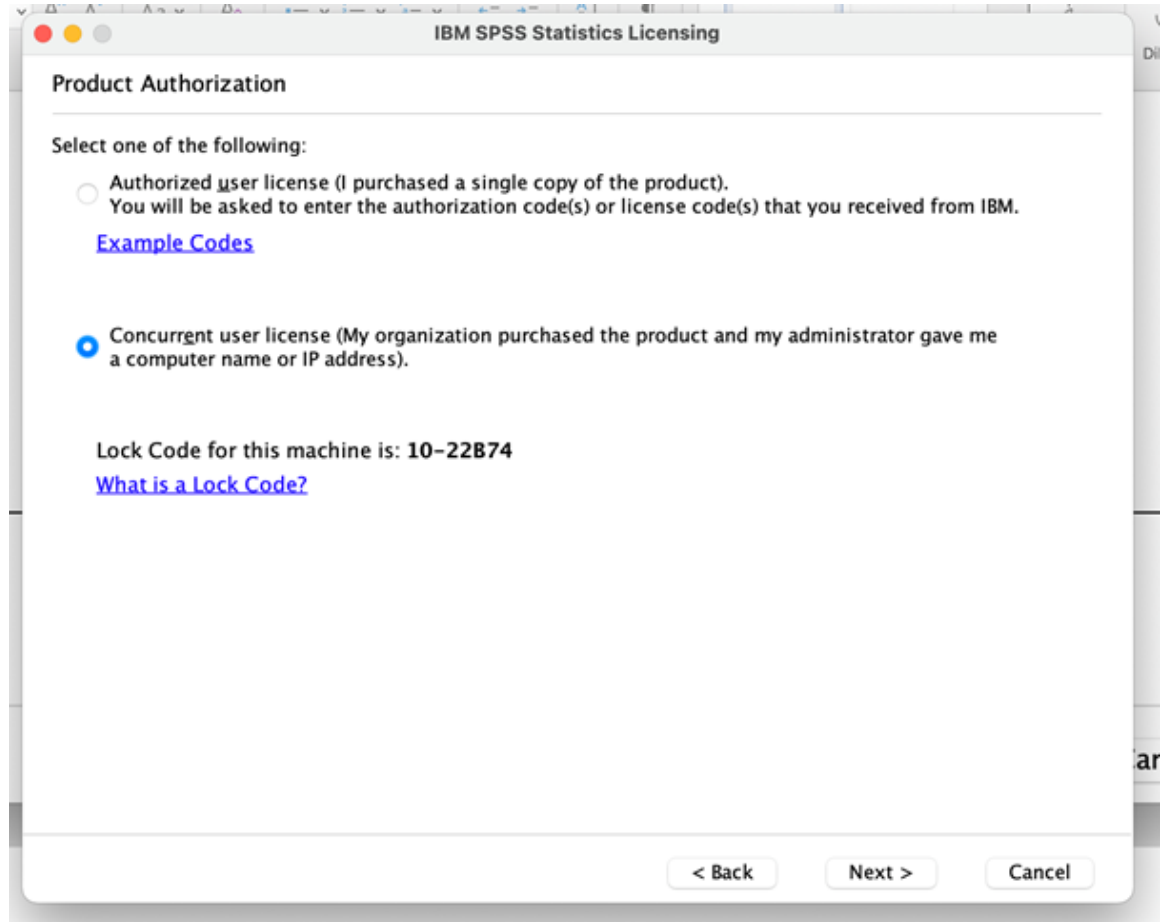 IBM SPSS Statistics Licensing
Product Authorization
Select one of the following:
Authorized user license (I purchased a single copy of the product).
You will be asked to enter the authorization code(s) or license code(s) that you received from IBM.
Example Codes
Concurrent user license (My organization purchased the product and my administrator gave me
a computer name or IP address).
Lock Code for this machine is: 10-22B74
What is a Lock Code?
< Back
Next >
Cancel